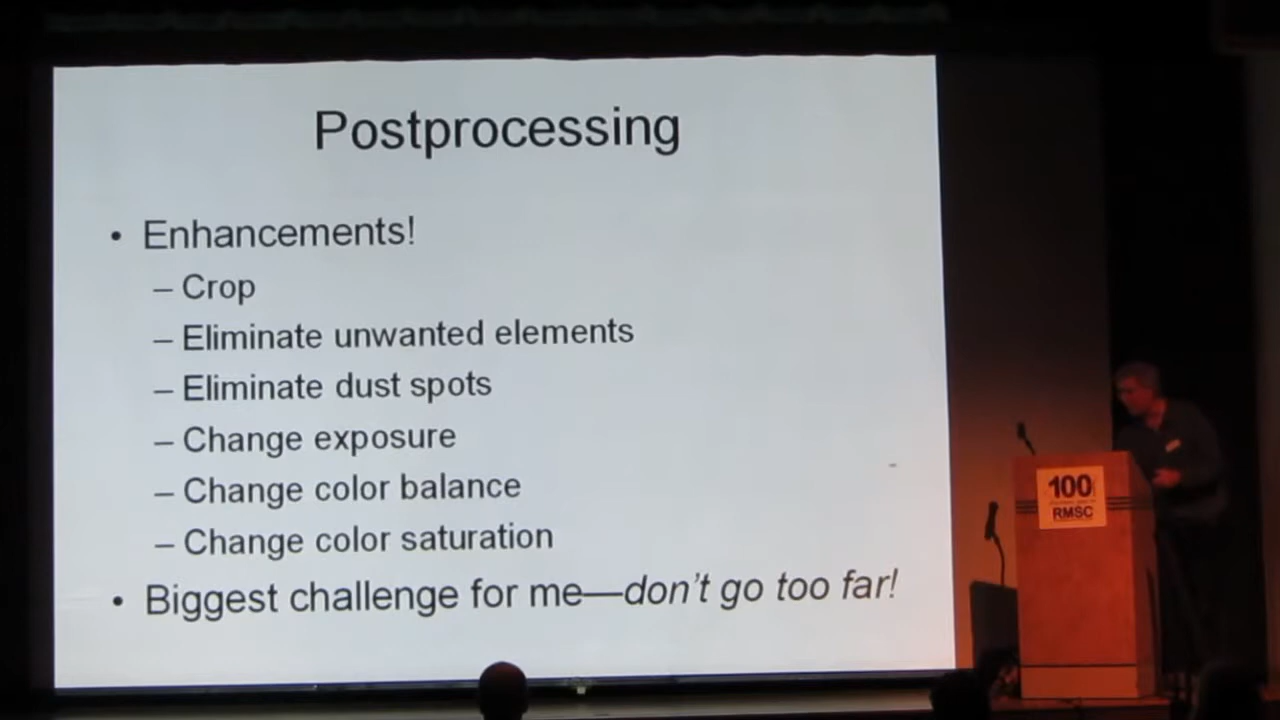 Postprocessing
• Enhancements!
– Crop
– Eliminate unwanted elements
– Eliminate dust spots
– Change exposure
– Change color balance
– Change color saturation
• Biggest challenge for me—don't go too far!
100
RMSC